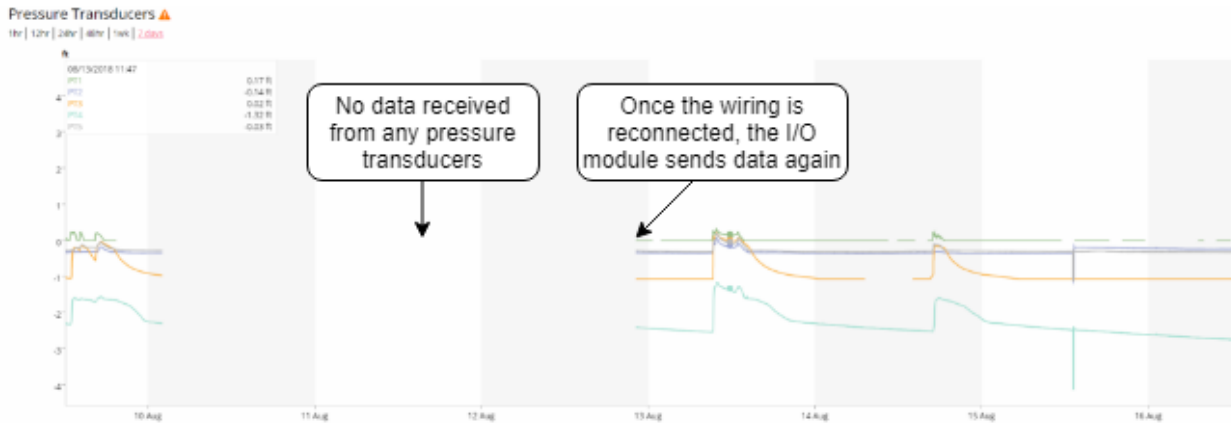 Pressure Transducers
1hr | 12hr | 24hr | 48hr | 1wk | 2 days
ft
08/13/2018 11:47
PT1 0.17 ft
PT2 -0.14 ft
PT3 0.02 ft
PT4 -1.32 ft
PT5 -0.03 ft
No data received
from any pressure
transducers
Once the wiring is
reconnected, the I/O
module sends data again
4
3
2
1
0
-1
-2
-3
-4
10 Aug
11 Aug
12 Aug
13 Aug
14 Aug
15 Aug
16 Aug